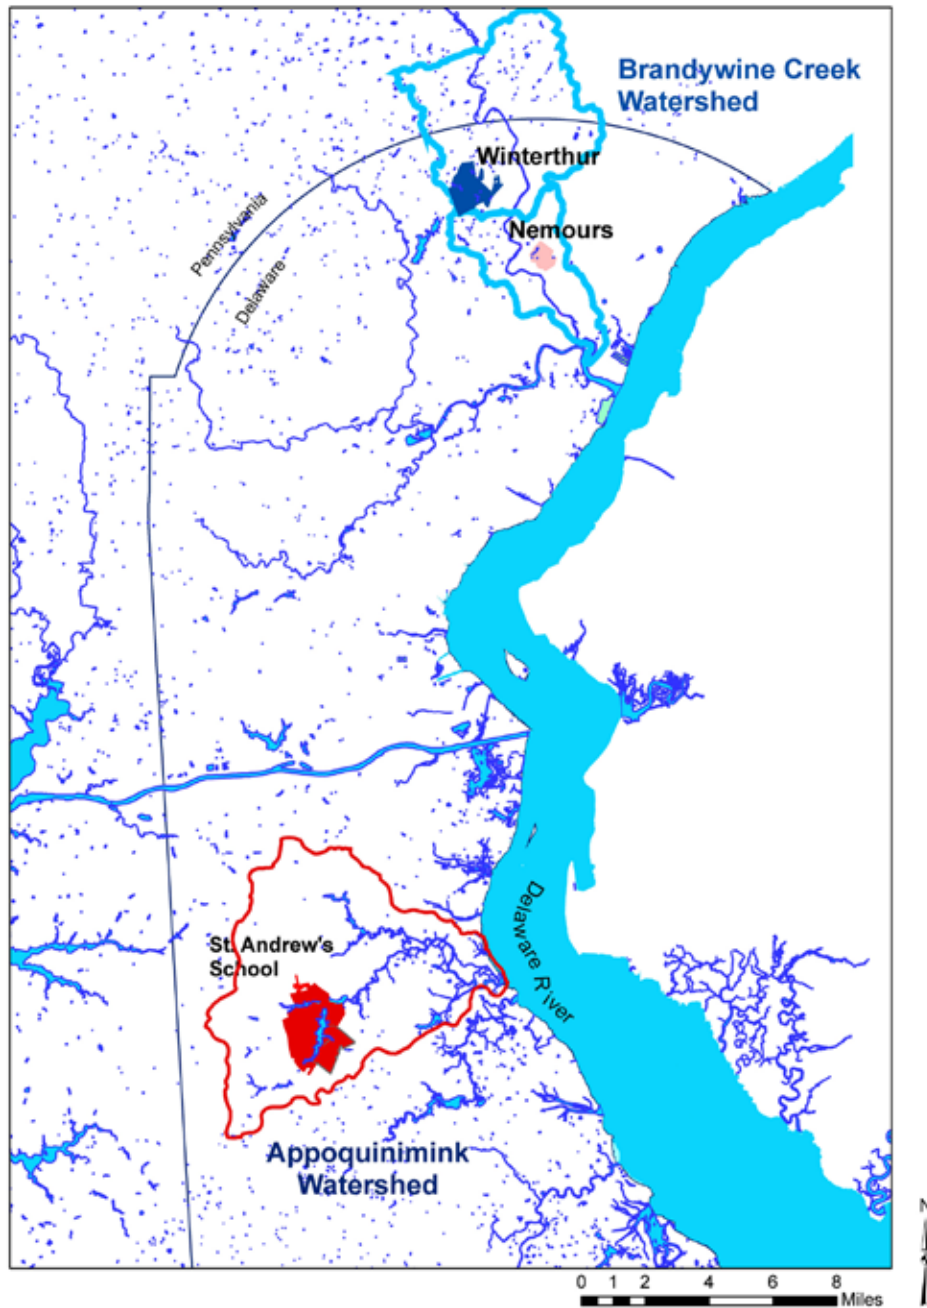 Brandywine Creek
Watershed
Winterthur
Pennsylvania
Nemours
Delaware
Delaware River
St. Andrew's
School
Appoquinimink
Watershed
N
0 1 2 4 6 8
Miles